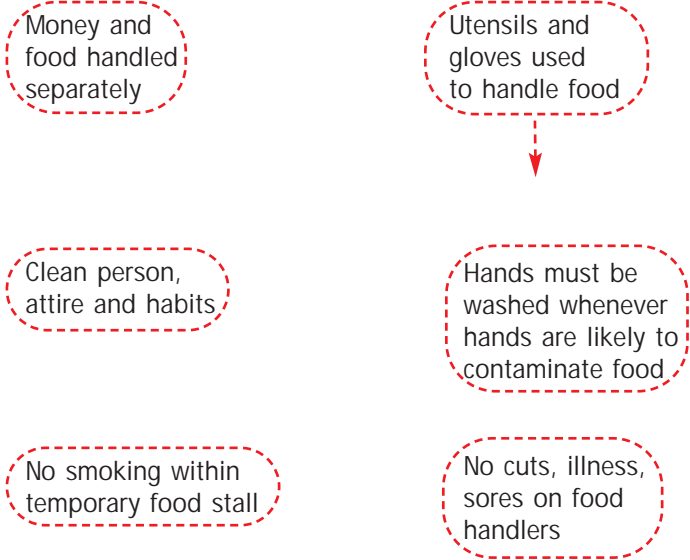 Money and
food handled
separately
Utensils and
gloves used
to handle food
Clean person,
attire and habits
Hands must be
washed whenever
hands are likely to
contaminate food
No smoking within
temporary food stall
No cuts, illness,
sores on food
handlers